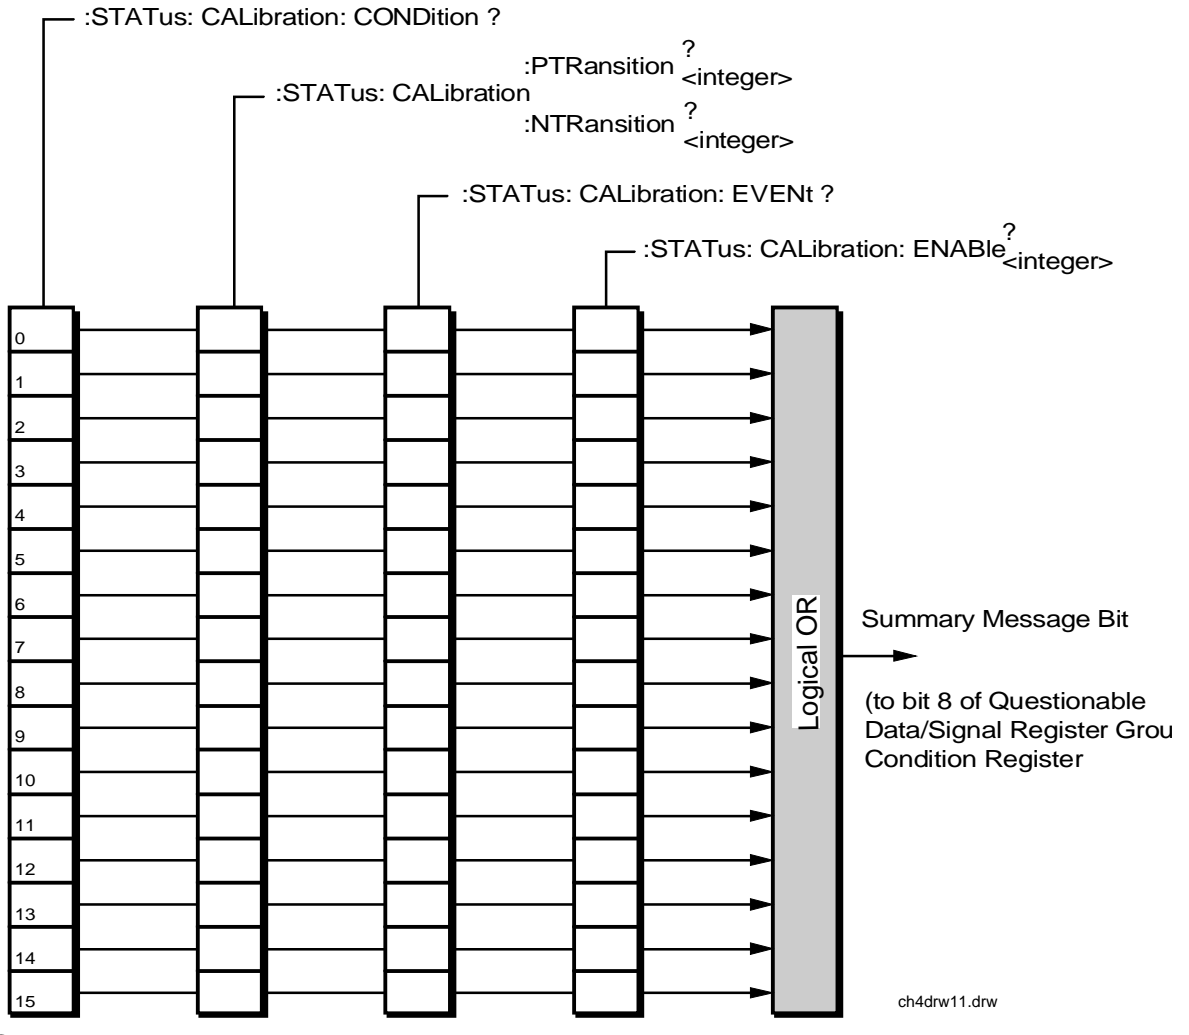 :STATus: CALibration: CONDition ?
?
:PTRansition
<integer>
:STATus: CALibration
?
:NTRansition
<integer>
:STATus: CALibration: EVENt ?
?
:STATus: CALibration: ENABle
<integer>
0
1
2
3
4
5
6
7
8
9
10
11
12
13
14
15
Logical OR
Summary Message Bit
(to bit 8 of Questionable
Data/Signal Register Grou
Condition Register
ch4drw11.drw